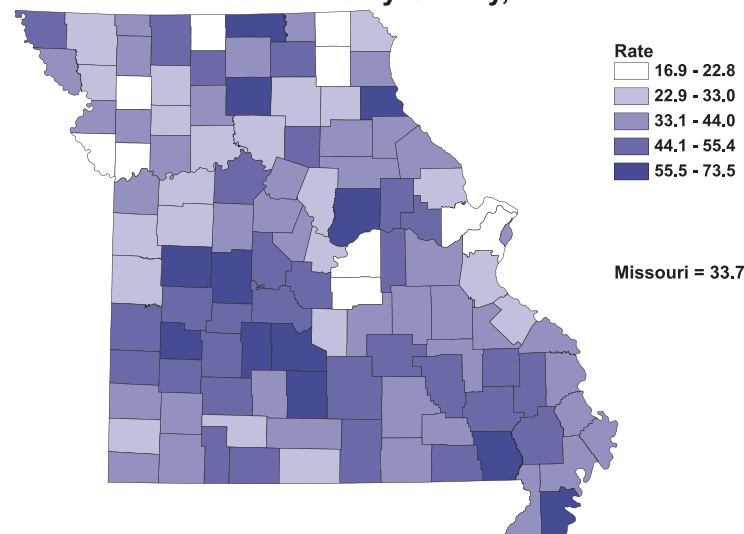 Rate
16.9 - 22.8
22.9 - 33.0
33.1 - 44.0
44.1 - 55.4
55.5 - 73.5
Missouri = 33.7